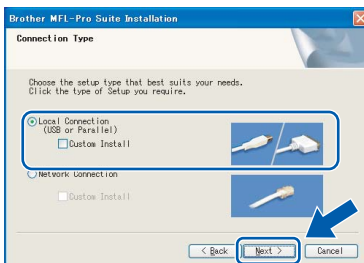 Brother MFL-Pro Suite Installation
Connection Type
Choose the setup type that best suits your needs.
Click the type of Setup you require.
Local Connection
(USB or Parallel)
Custom Install
Network Connection
Custom Install
< Back
Next >
Cancel